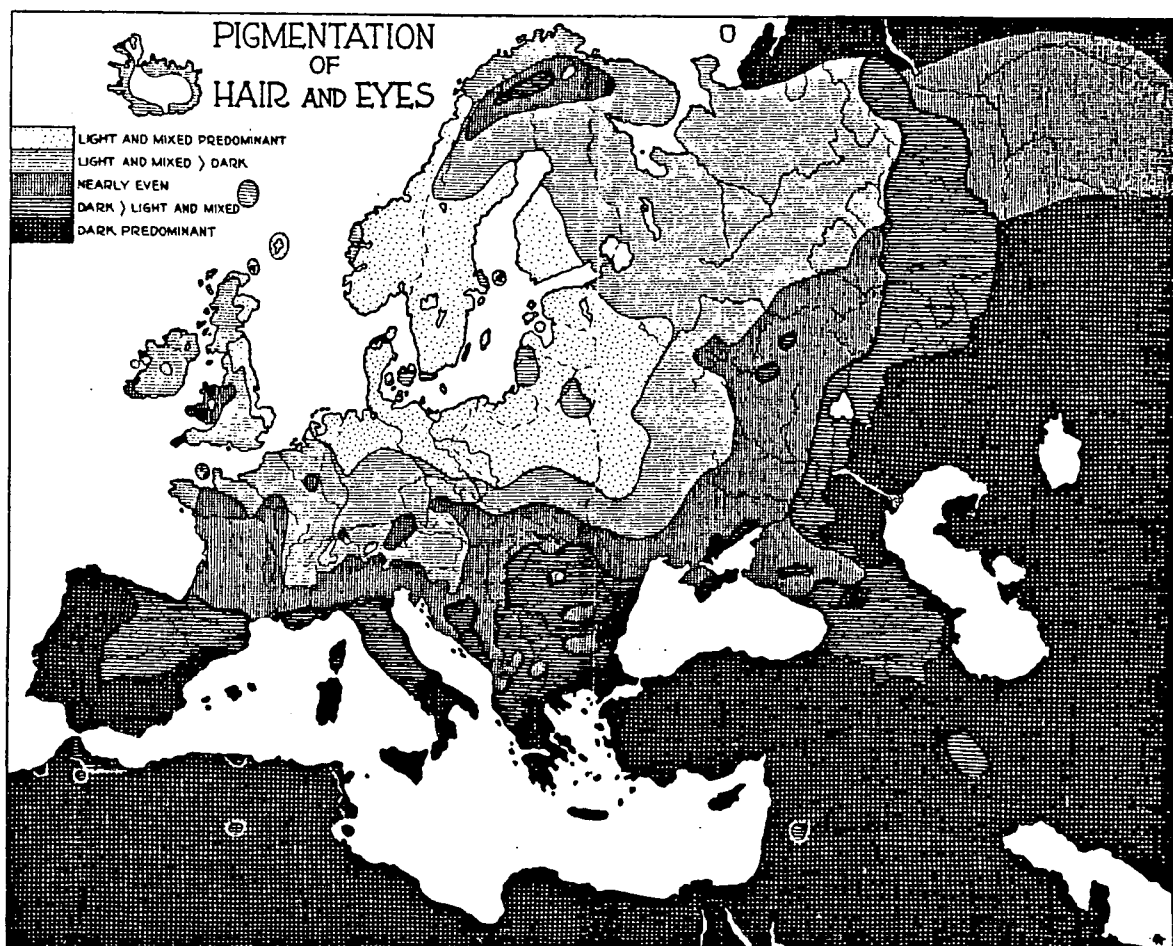 PIGMENTATION
OF
HAIR AND EYES
LIGHT AND MIXED PREDOMINANT
LIGHT AND MIXED > DARK
NEARLY EVEN
DARK > LIGHT AND MIXED
DARK PREDOMINANT